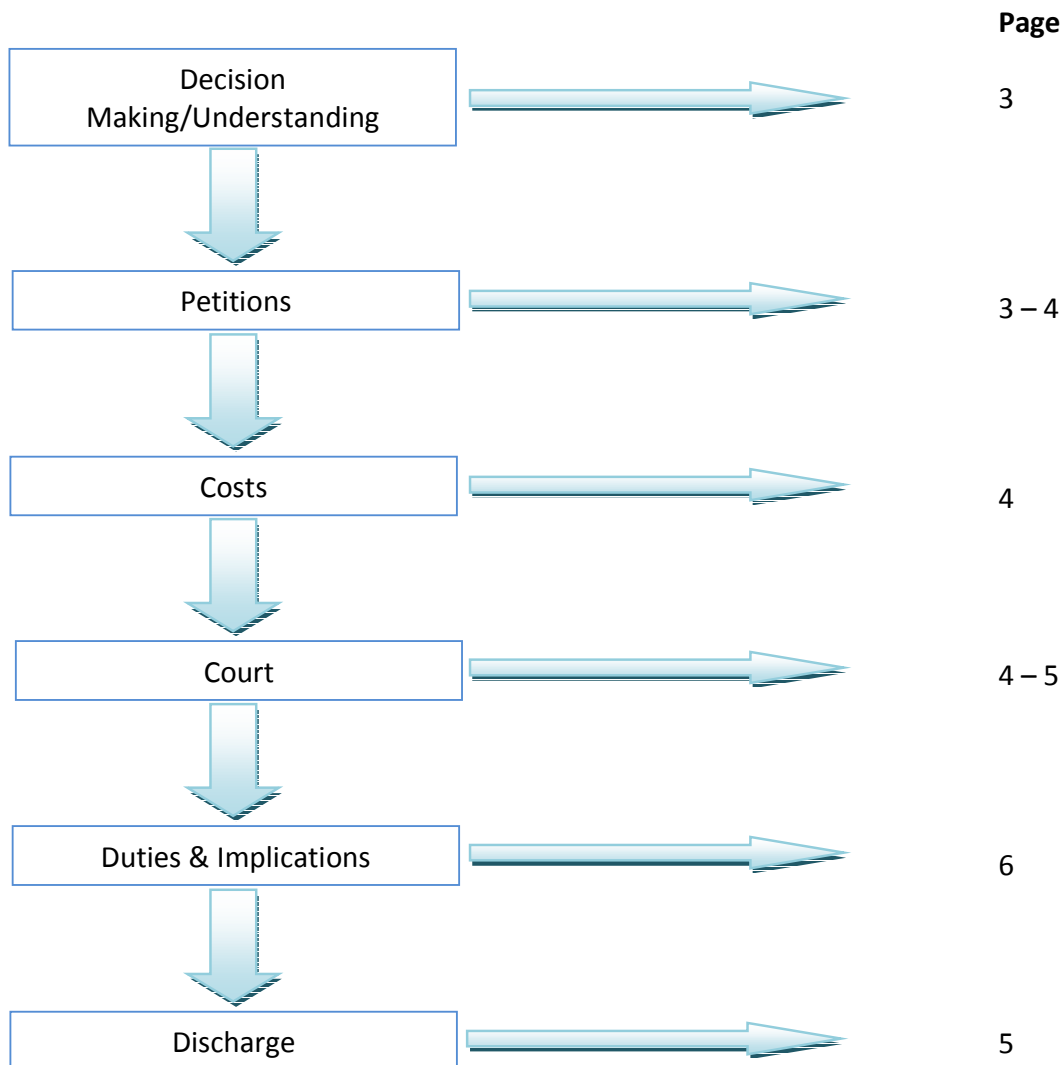 Page
Decision
Making/Understanding
3
Petitions
3 – 4
Costs
4
Court
4 – 5
Duties & Implications
6
Discharge
5